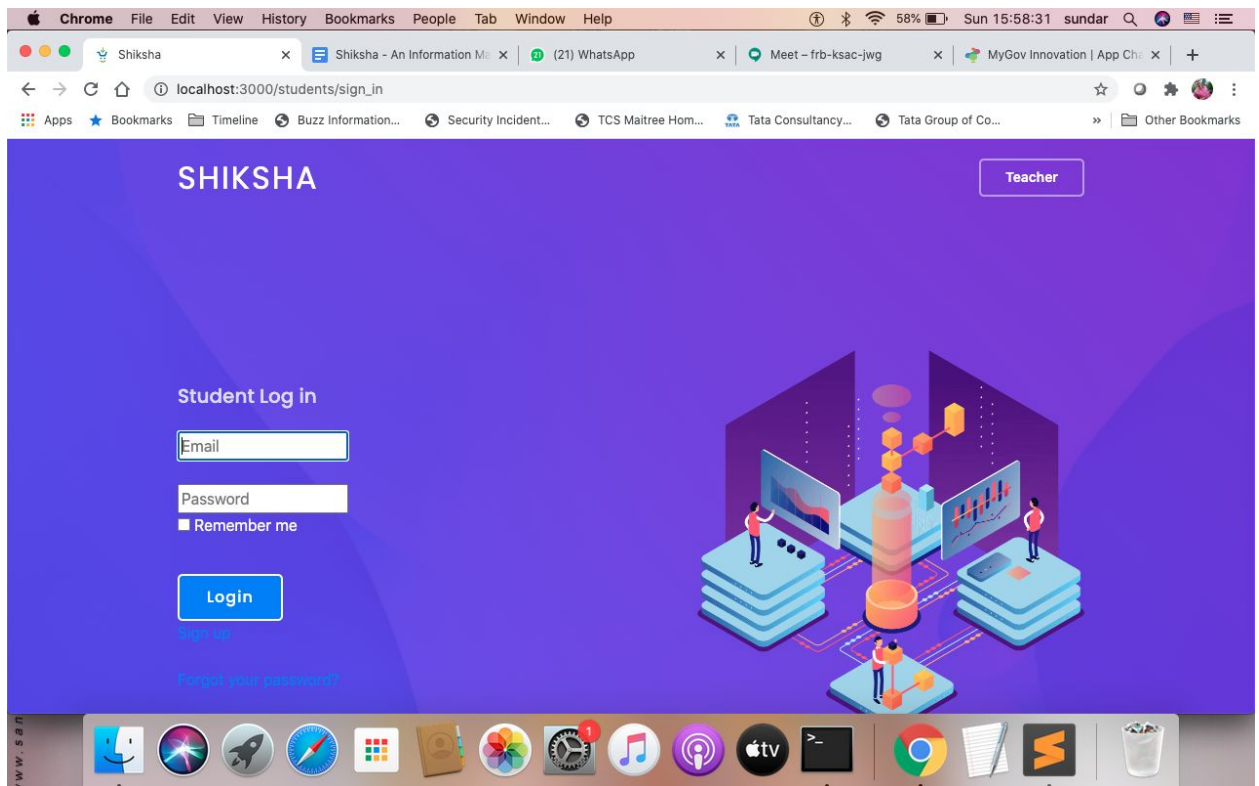 Chrome File Edit View History Bookmarks People Tab Window Help 58% Sun 15:58:31 sundar
Shiksha Shiksha - An Information Ma (21) WhatsApp Meet – frb-ksac-jwg MyGov Innovation | App Cha
localhost:3000/students/sign_in
Apps Bookmarks Timeline Buzz Information... Security Incident... TCS Maitree Hom... Tata Consultancy... Tata Group of Co... » Other Bookmarks
SHIKSHA
Teacher
Student Log in
Email
Password
Remember me
Login
Sign up
Forgot your password?
1
tv
>_